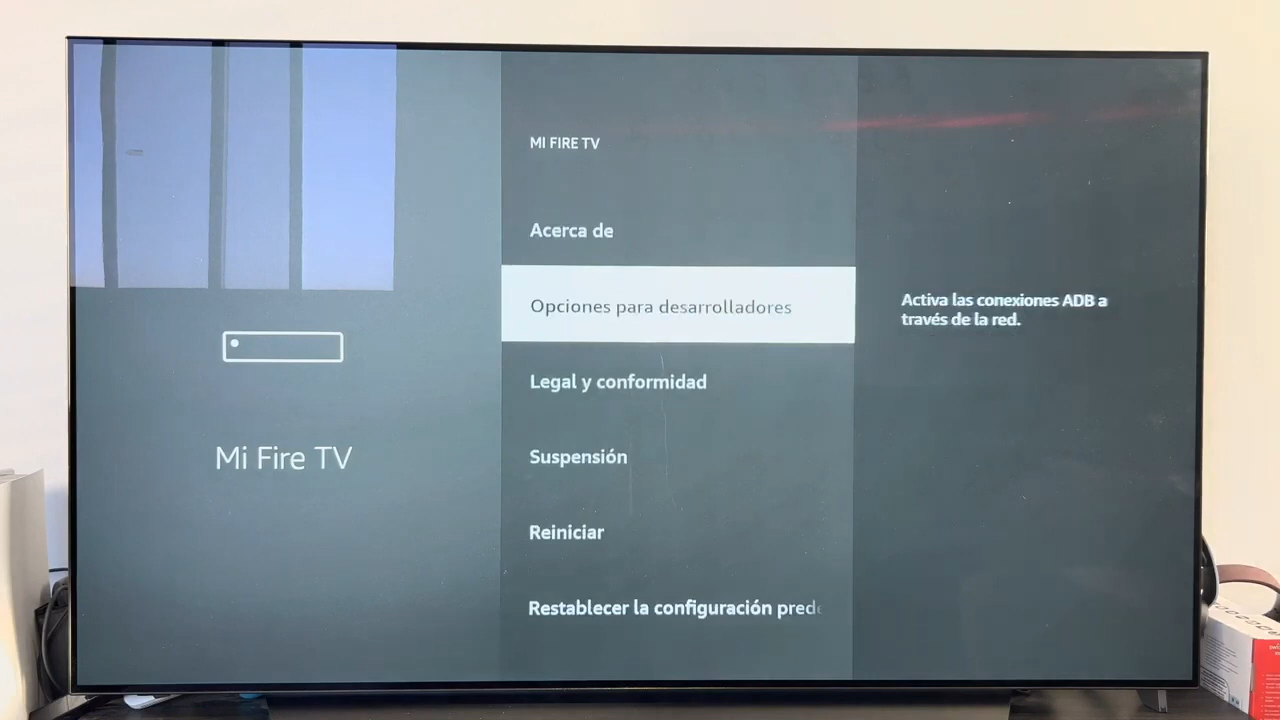 MI FIRE TV
Acerca de
Opciones para desarrolladores
Legal y conformidad
Suspensión
Reiniciar
Restablecer la configuración prede
Mi Fire TV
Activa las conexiones ADB a
través de la red.